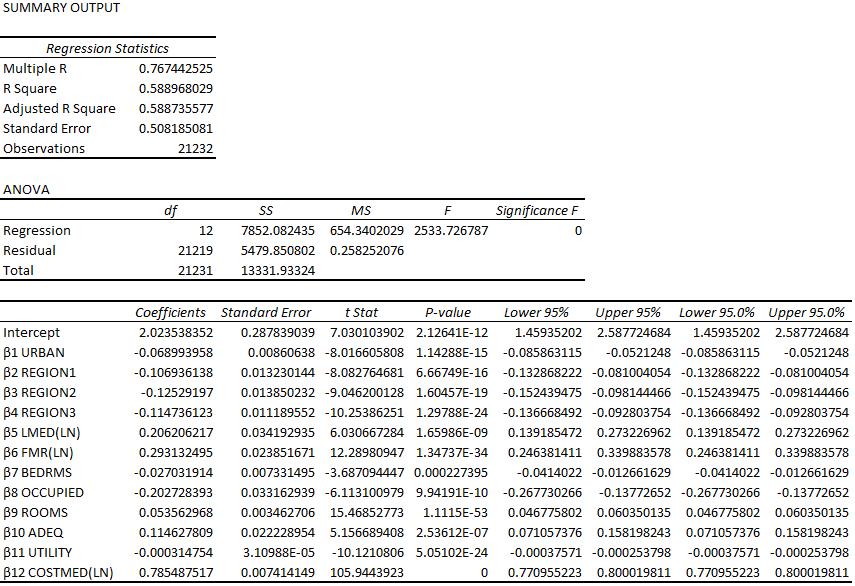 SUMMARY OUTPUT
Regression Statistics
Multiple R 0.767442525
R Square 0.588968029
Adjusted R Square 0.588735577
Standard Error 0.508185081
Observations 21232
ANOVA
df SS MS F Significance F
Regression 12 7852.082435 654.3402029 2533.726787 0
Residual 21219 5479.850802 0.258252076
Total 21231 13331.93324
Coefficients Standard Error t Stat P-value Lower 95% Upper 95% Lower 95.0% Upper 95.0%
Intercept 2.023538352 0.287839039 7.030103902 2.12641E-12 1.45935202 2.587724684 1.45935202 2.587724684
β1 URBAN -0.068993958 0.00860638 -8.016605808 1.14288E-15 -0.085863115 -0.0521248 -0.085863115 -0.0521248
β2 REGION1 -0.106936138 0.013230144 -8.082764681 6.66749E-16 -0.132868222 -0.081004054 -0.132868222 -0.081004054
β3 REGION2 -0.12529197 0.013850232 -9.046200128 1.60457E-19 -0.152439475 -0.098144466 -0.152439475 -0.098144466
β4 REGION3 -0.114736123 0.011189552 -10.25386251 1.29788E-24 -0.136668492 -0.092803754 -0.136668492 -0.092803754
β5 LMED(LN) 0.206206217 0.034192935 6.030667284 1.65986E-09 0.139185472 0.273226962 0.139185472 0.273226962
β6 FMR(LN) 0.293132495 0.023851671 12.28980947 1.34737E-34 0.246381411 0.339883578 0.246381411 0.339883578
β7 BEDRMS -0.027031914 0.007331495 -3.687094447 0.000227395 -0.0414022 -0.012661629 -0.0414022 -0.012661629
β8 OCCUPIED -0.202728393 0.033162939 -6.113100979 9.94191E-10 -0.267730266 -0.13772652 -0.267730266 -0.13772652
β9 ROOMS 0.053562968 0.003462706 15.46852773 1.1115E-53 0.046775802 0.060350135 0.046775802 0.060350135
β10 ADEQ 0.114627809 0.022228954 5.156689408 2.53612E-07 0.071057376 0.158198243 0.071057376 0.158198243
β11 UTILITY -0.000314754 3.10988E-05 -10.1210806 5.05102E-24 -0.00037571 -0.000253798 -0.00037571 -0.000253798
β12 COSTMED(LN) 0.785487517 0.007414149 105.9443923 0 0.770955223 0.800019811 0.770955223 0.800019811